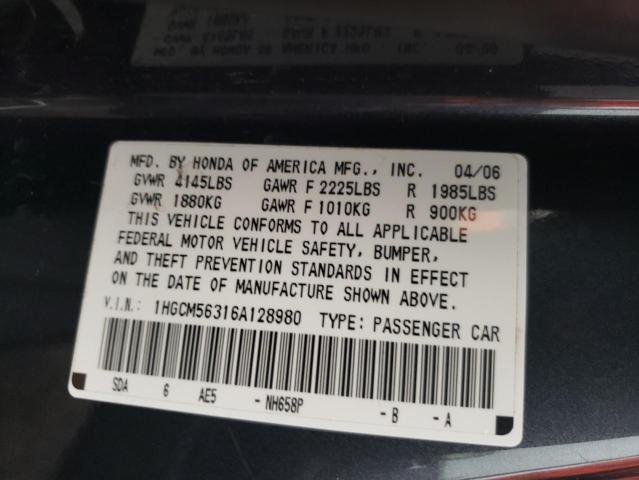 MFD. BY HONDA OF AMERICA MFG., INC. 04/06
GVWR 4145LBS GAWR F 2225LBS R 1985LBS
GVWR 1880KG GAWR F 1010KG R 900KG
THIS VEHICLE CONFORMS TO ALL APPLICABLE
FEDERAL MOTOR VEHICLE SAFETY, BUMPER,
AND THEFT PREVENTION STANDARDS IN EFFECT
ON THE DATE OF MANUFACTURE SHOWN ABOVE.
V.I.N.: 1HGCM56316A128980 TYPE: PASSENGER CAR
SDA 6 AE5 - NH658P - B - A